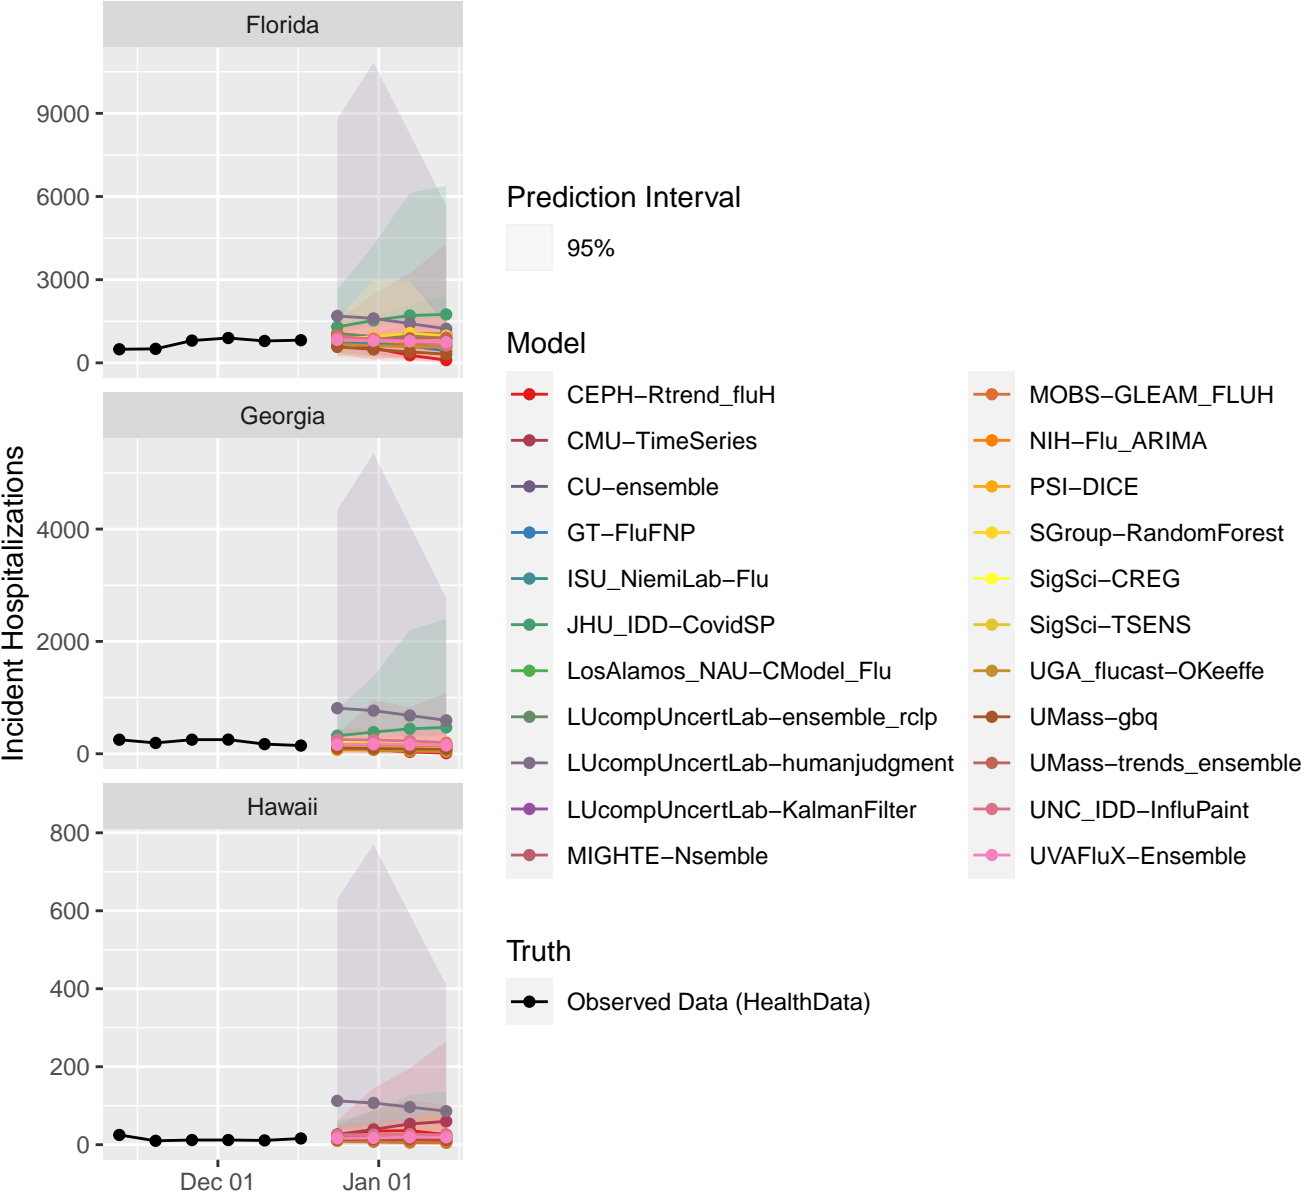 Florida
9000
6000
3000
0
Georgia
4000
2000
0
Hawaii
800
600
400
200
0
Dec 01
Jan 01
Incident Hospitalizations
Prediction Interval
95%
Model
CEPH−Rtrend_fluH
CMU−TimeSeries
CU−ensemble
GT−FluFNP
ISU_NiemiLab−Flu
JHU_IDD−CovidSP
LosAlamos_NAU−CModel_Flu
LUcompUncertLab−ensemble_rclp
LUcompUncertLab−humanjudgment
LUcompUncertLab−KalmanFilter
MIGHTE−Nsemble
MOBS−GLEAM_FLUH
NIH−Flu_ARIMA
PSI−DICE
SGroup−RandomForest
SigSci−CREG
SigSci−TSENS
UGA_flucast−OKeeffe
UMass−gbq
UMass−trends_ensemble
UNC_IDD−InfluPaint
UVAFluX−Ensemble
Truth
Observed Data (HealthData)